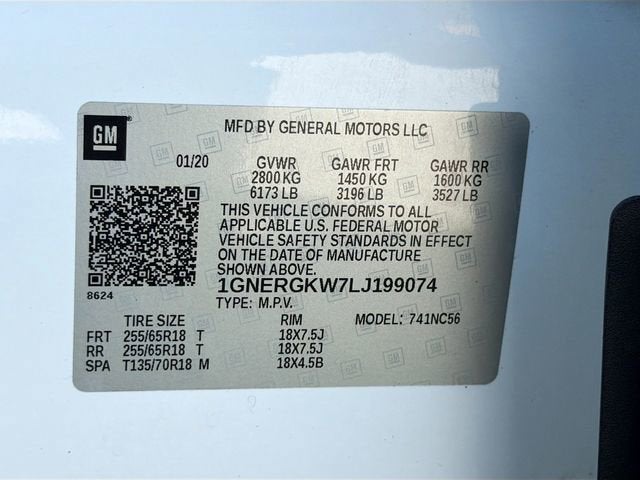 GM
MFD BY GENERAL MOTORS LLC
01/20 GVWR GAWR FRT GAWR RR
2800 KG 1450 KG 1600 KG
6173 LB 3196 LB 3527 LB
THIS VEHICLE CONFORMS TO ALL
APPLICABLE U.S. FEDERAL MOTOR
VEHICLE SAFETY STANDARDS IN EFFECT
ON THE DATE OF MANUFACTURE
SHOWN ABOVE.
8624
1GNERGKW7LJ199074
TYPE: M.P.V.
TIRE SIZE RIM MODEL: 741NC56
FRT 255/65R18 T 18X7.5J
RR 255/65R18 T 18X7.5J
SPA T135/70R18 M 18X4.5B